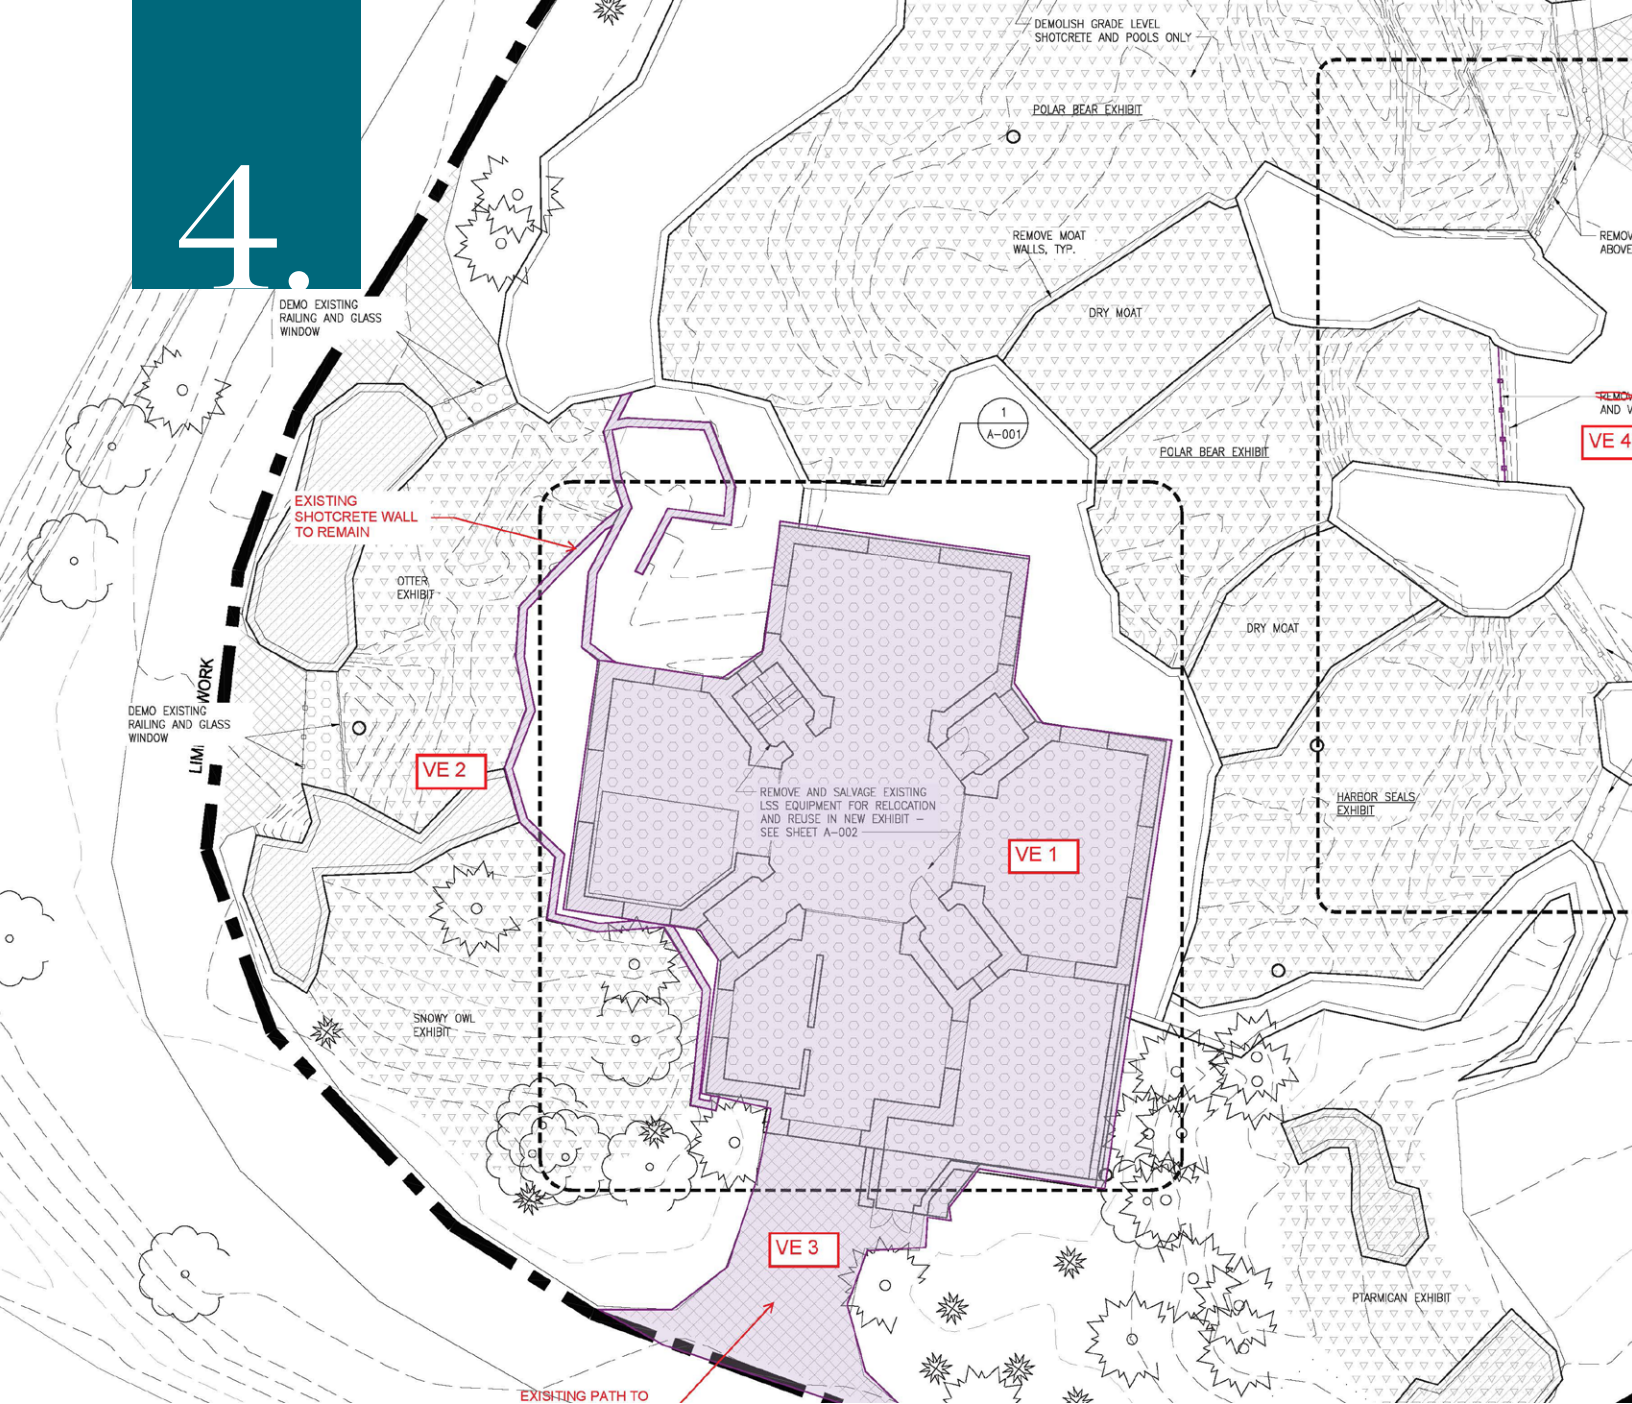 4.
DEMOLISH GRADE LEVEL
SHOTCRETE AND POOLS ONLY
POLAR BEAR EXHIBIT
REMOVE MOAT
WALLS, TYP.
DRY MOAT
ABOVE
DEMO EXISTING
RAILING AND GLASS
WINDOW
1
A-001
AND
VE 4
POLAR BEAR EXHIBIT
EXISTING
SHOTCRETE WALL
TO REMAIN
OTTER
EXHIBIT
DRY MOAT
WORK
DEMO EXISTING
RAILING AND GLASS
WINDOW
VE 2
REMOVE AND SALVAGE EXISTING
LSS EQUIPMENT FOR RELOCATION
AND REUSE IN NEW EXHIBIT –
SEE SHEET A-002
HARBOR SEALS
EXHIBIT
VE 1
SNOWY OWL
EXHIBIT
VE 3
PTARMICAN EXHIBIT
EXISITING PATH TO